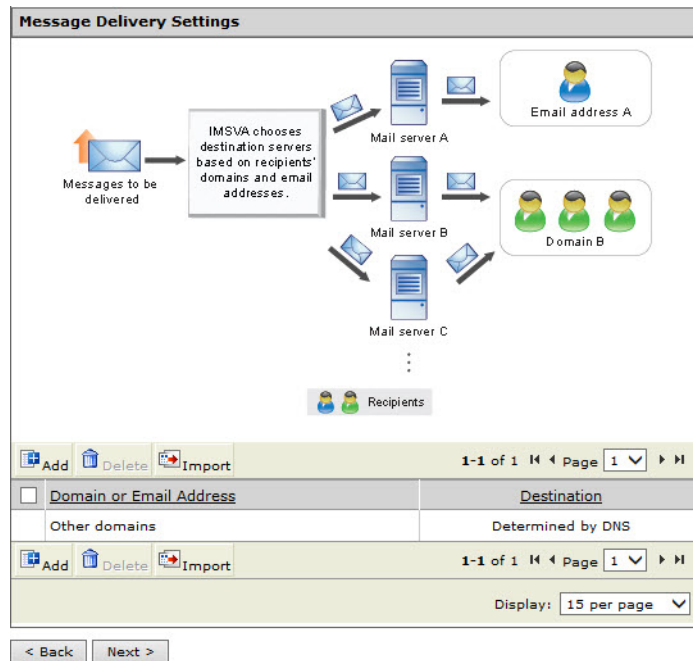 Message Delivery Settings
IMSVA chooses
destination servers
based on recipients'
domains and email
addresses.
Messages to be
delivered
Mail server A
Email address A
Mail server B
Domain B
Mail server C
Recipients
Add Delete Import 1-1 of 1 Page 1
Domain or Email Address Destination
Other domains Determined by DNS
Add Delete Import 1-1 of 1 Page 1
Display: 15 per page
< Back Next >